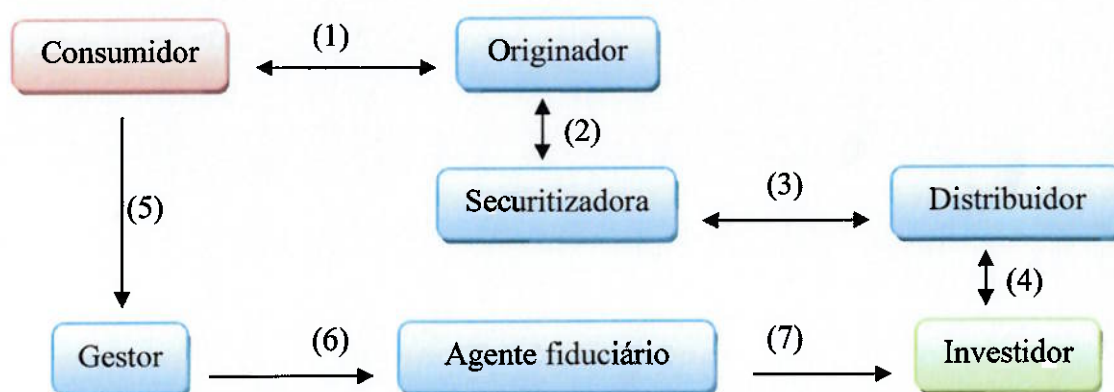 Consumidor
(1)
Originador
(2)
Securitizadora
(3)
Distribuidor
(5)
(4)
Gestor
(6)
Agente fiduciário
(7)
Investidor